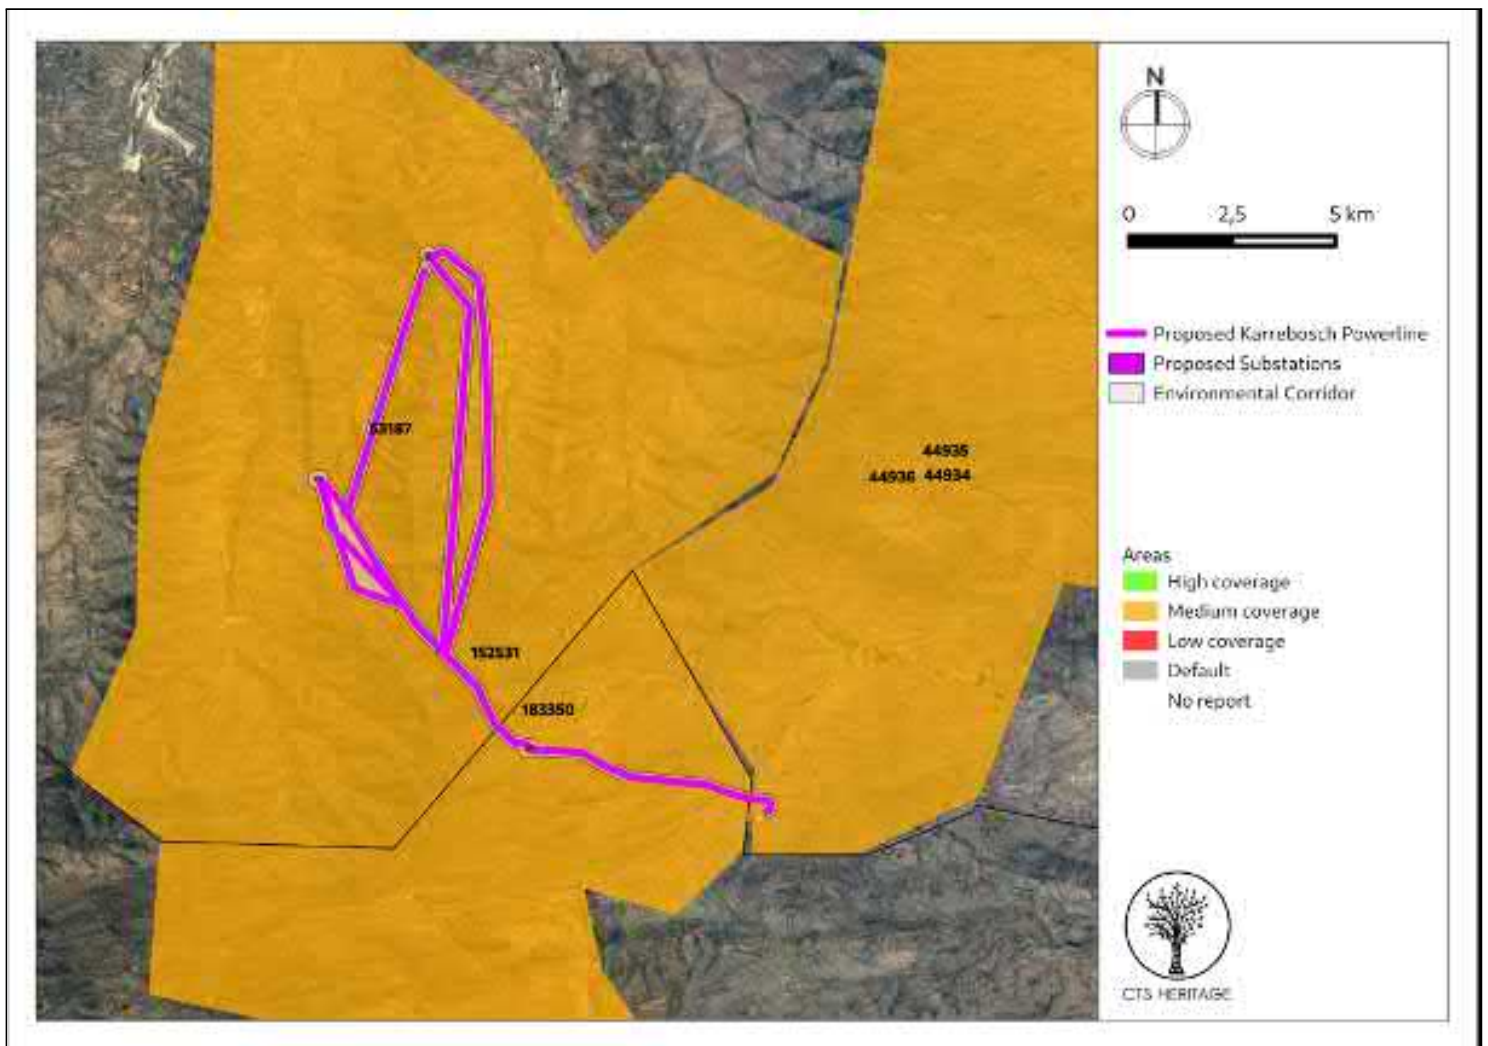 N
0 2,5 5 km
Proposed Karrebosch Powerline
Proposed Substations
Environmental Corridor
53187
44935
44936 44934
Areas
High coverage
Medium coverage
Low coverage
Default
No report
152531
183350
CTS HERITAGE